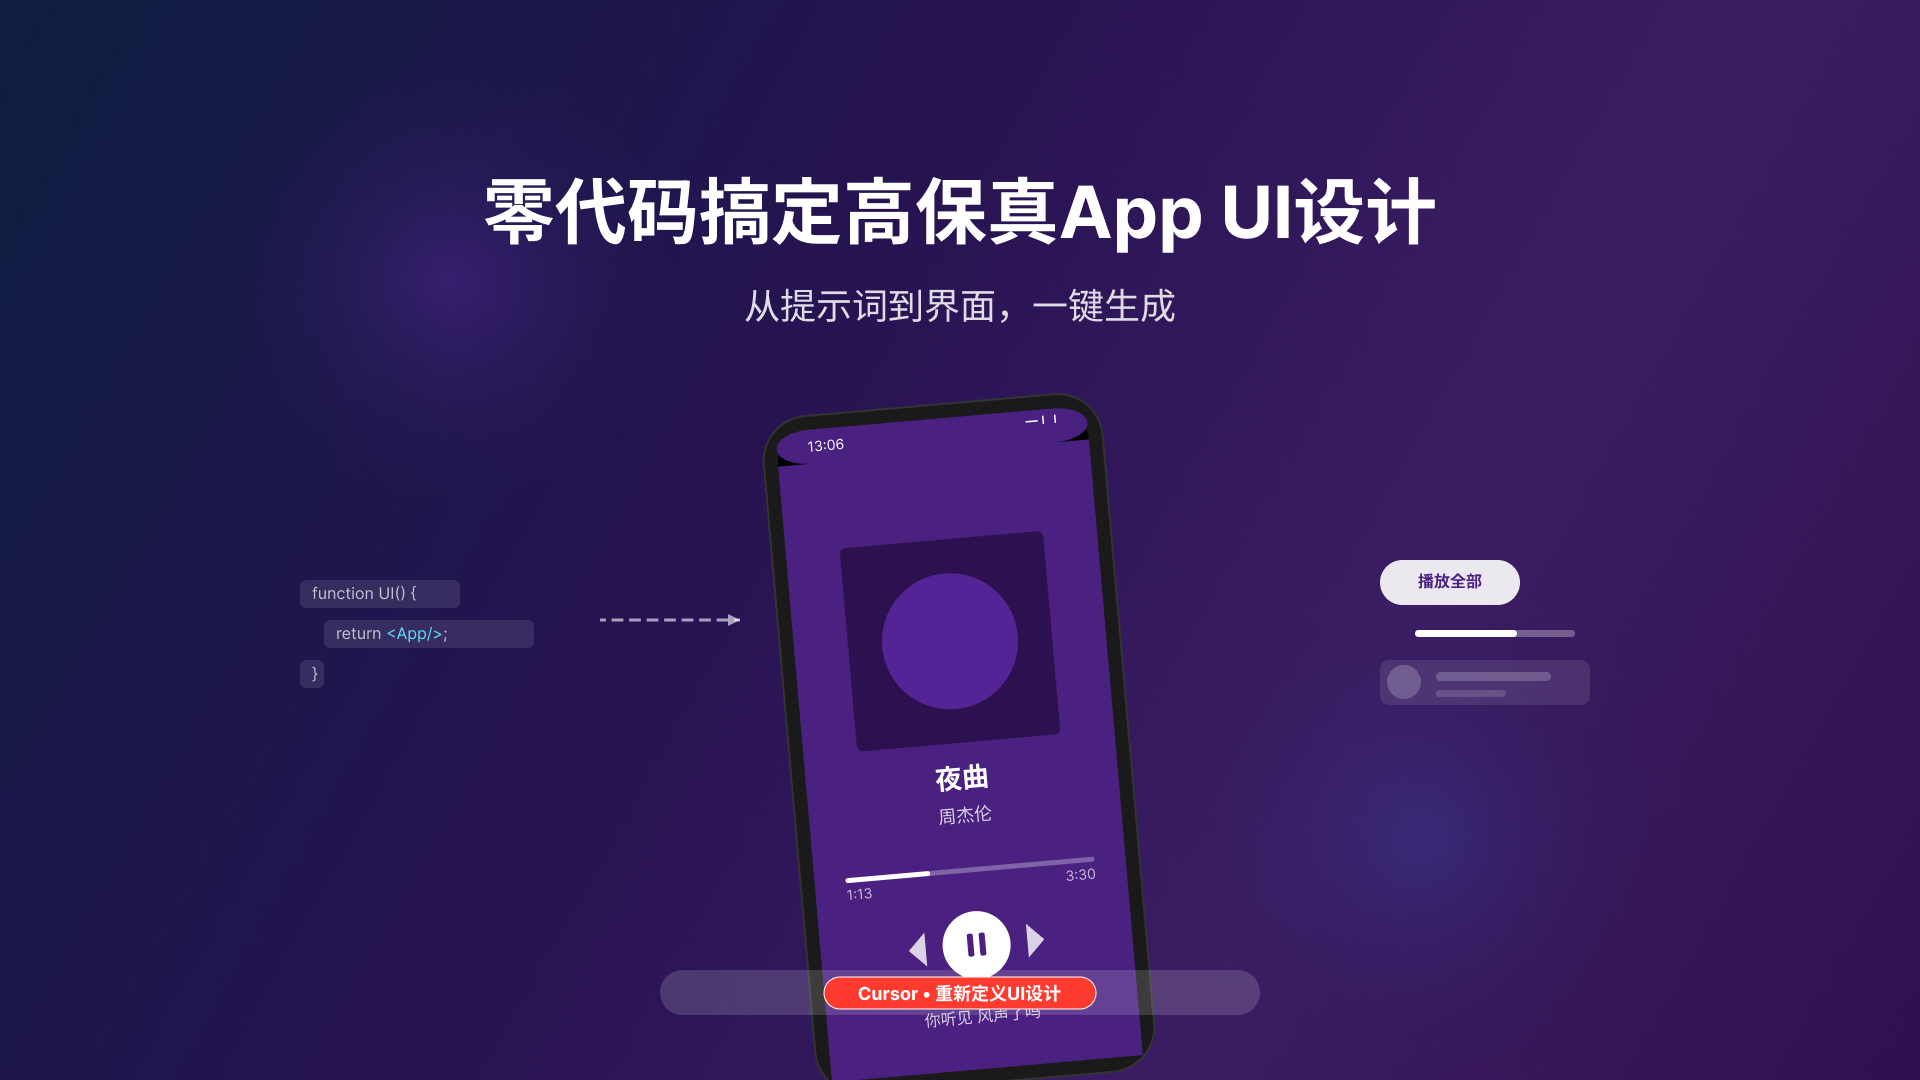 零代码搞定高保真App UI设计
从提示词到界面，一键生成
13:06
function UI() {
return <App/>;
}
播放全部
夜曲
周杰伦
1:13
3:30
Cursor • 重新定义UI设计
你听见 风声了吗